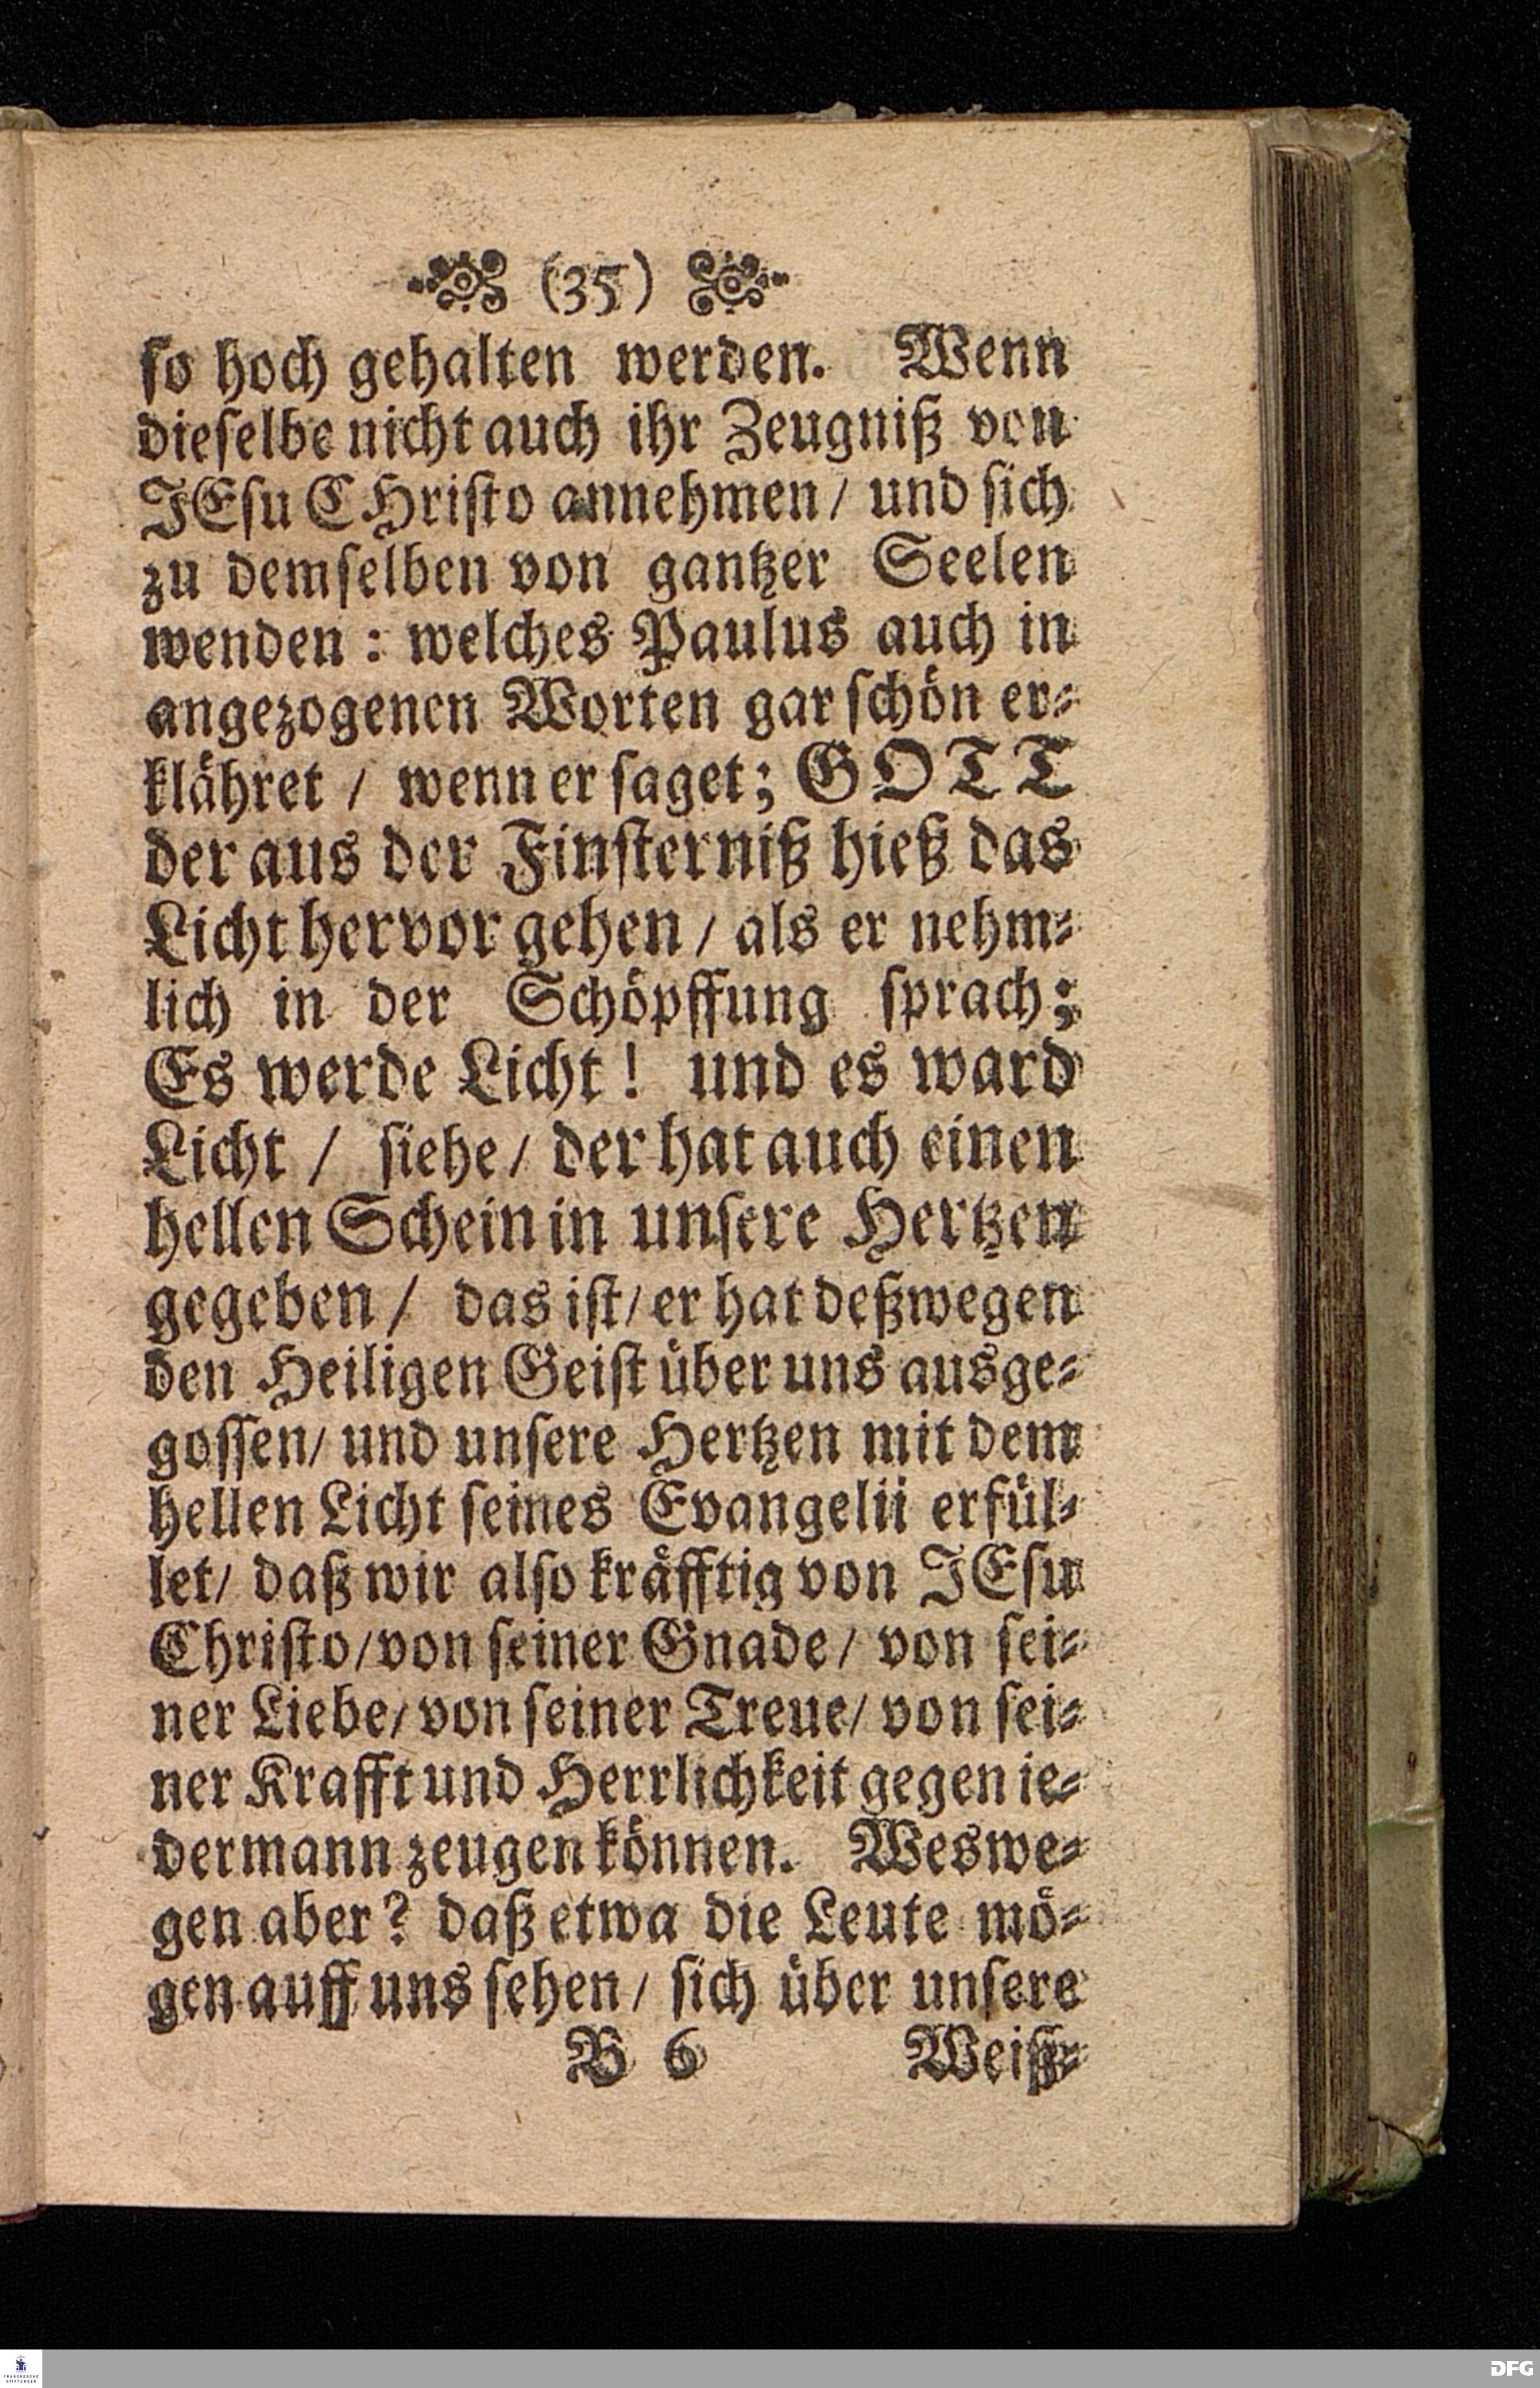 (35)
so hoch gehalten werden. Wenn
dieselbe nicht auch ihr Zeugniß von
JEsu CHristo annehmen / und sich
zu demselben von gantzer Seelen
wenden: welches Paulus auch in
angezogenen Worten gar schön er⸗
klähret / wenn er saget; GOTT
der aus der Finsterniß hieß das
Licht hervor gehen / als er nehm⸗
lich in der Schöpffung sprach;
Es werde Licht! und es ward
Licht / siehe / der hat auch einen
hellen Schein in unsere Hertzen
gegeben / das ist / er hat deßwegen
den Heiligen Geist über uns ausge⸗
gossen / und unsere Hertzen mit dem
hellen Licht seines Evangelii erfül⸗
let / daß wir also kräfftig von JEsu
Christo / von seiner Gnade / von sei⸗
ner Liebe / von seiner Treue / von sei⸗
ner Krafft und Herrlichkeit gegen ie⸗
dermann zeugen können. Weswe⸗
gen aber? daß etwa die Leute mö⸗
gen auff uns sehen / sich über unsere
B 6 Weiß⸗
FRANCKESCHE
STIFTUNGEN
DFG